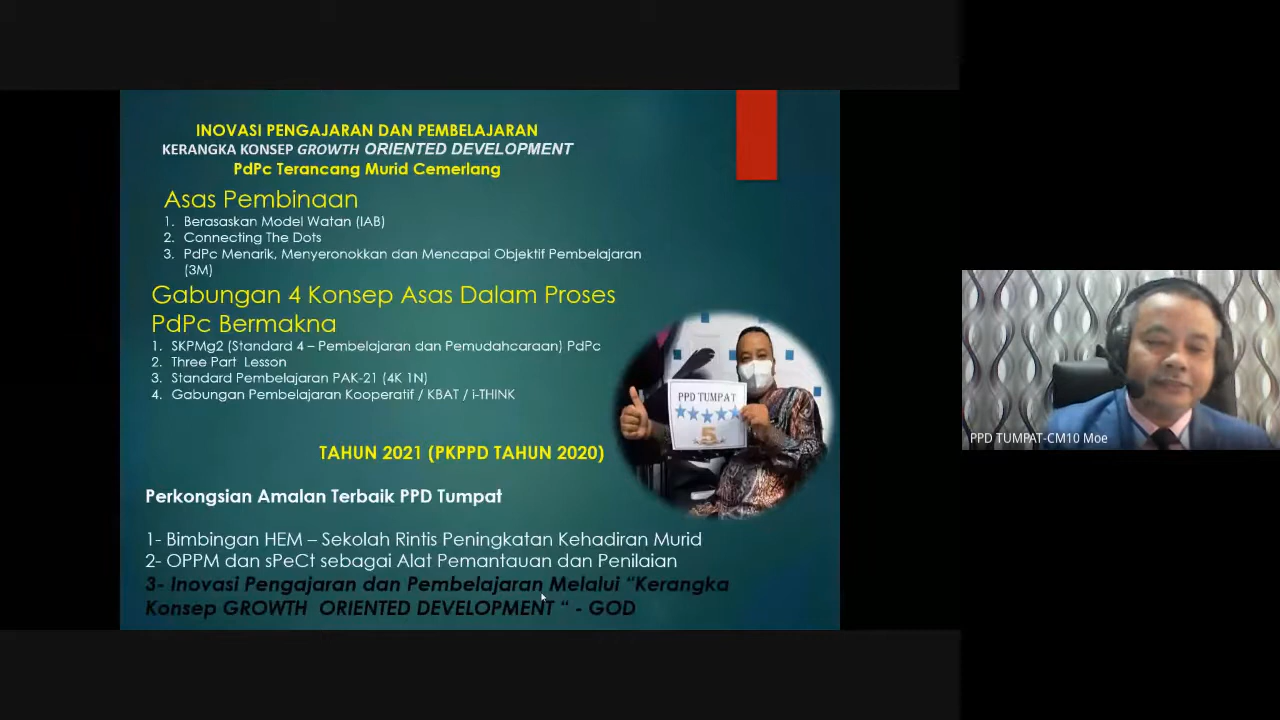 INOVASI PENGAJARAN DAN PEMBELAJARAN
KERANGKA KONSEP GROWTH ORIENTED DEVELOPMENT
PdPc Terancang Murid Cemerlang
Asas Pembinaan
1. Berasaskan Model Watan (IAB)
2. Connecting The Dots
3. PdPc Menarik, Menyeronokkan dan Mencapai Objektif Pembelajaran
(3M)
Gabungan 4 Konsep Asas Dalam Proses
PdPc Bermakna
1. SKPMg2 (Standard 4 – Pembelajaran dan Pemudahcaraan) PdPc
2. Three Part Lesson
3. Standard Pembelajaran PAK-21 (4K 1N)
4. Gabungan Pembelajaran Kooperatif / KBAT / i-THINK
PPD TUMPAT
5
TAHUN 2021 (PKPPD TAHUN 2020)
Perkongsian Amalan Terbaik PPD Tumpat
1- Bimbingan HEM – Sekolah Rintis Peningkatan Kehadiran Murid
2- OPPM dan sPeCt sebagai Alat Pemantauan dan Penilaian
3- Inovasi Pengajaran dan Pembelajaran Melalui “Kerangka
Konsep GROWTH ORIENTED DEVELOPMENT “ - GOD
PPD TUMPAT-CM10 Moe